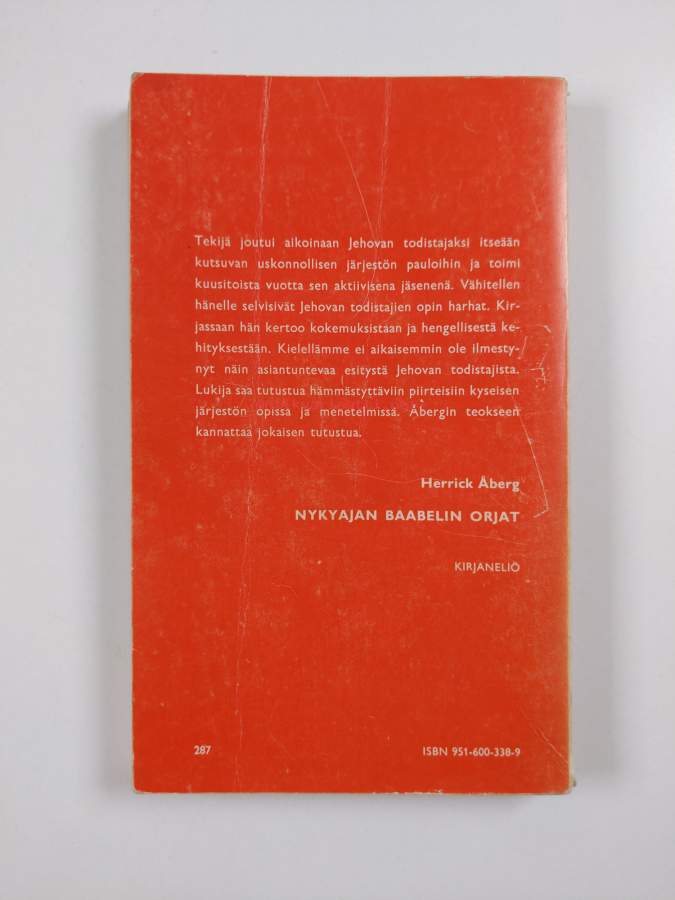 Tekijä joutui aikoinaan Jehovan todistajaksi itseään
kutsuvan uskonnollisen järjestön pauloihin ja toimi
kuusitoista vuotta sen aktiivisena jäsenenä. Vähitellen
hänelle selvisivät Jehovan todistajien opin harhat. Kir-
jassaan hän kertoo kokemuksistaan ja hengellisestä ke-
hityksestään. Kielellämme ei aikaisemmin ole ilmesty-
nyt näin asiantuntevaa esitystä Jehovan todistajista.
Lukija saa tutustua hämmästyttäviin piirteisiin kyseisen
järjestön opissa ja menetelmissä. Åbergin teokseen
kannattaa jokaisen tutustua.
Herrick Åberg
NYKYAJAN BAABELIN ORJAT
KIRJANELIÖ
287
ISBN 951-600-338-9